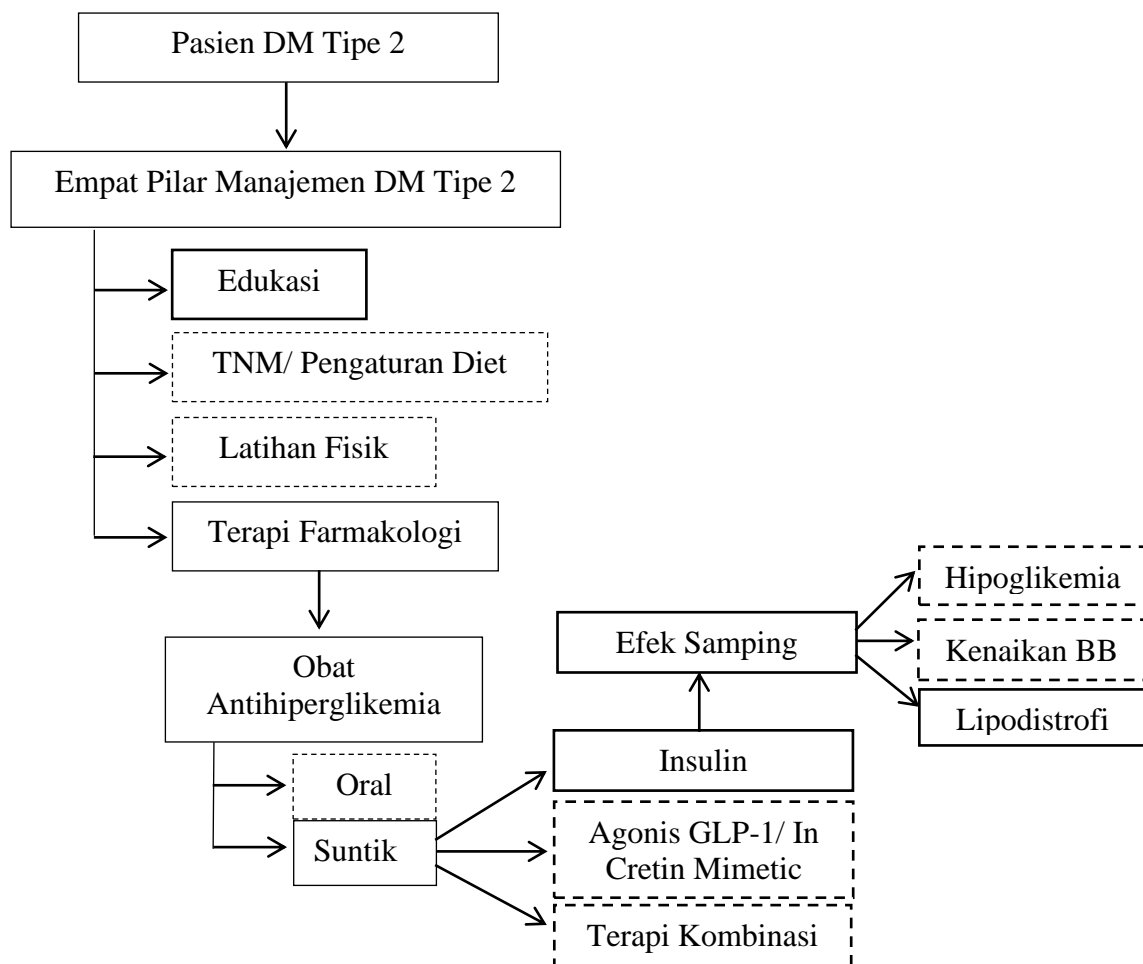 Pasien DM Tipe 2
Empat Pilar Manajemen DM Tipe 2
Edukasi
TNM/ Pengaturan Diet
Latihan Fisik
Terapi Farmakologi
Obat
Antihiperglikemia
Oral
Suntik
Insulin
Agonis GLP-1/ In
Cretin Mimetic
Terapi Kombinasi
Efek Samping
Hipoglikemia
Kenaikan BB
Lipodistrofi